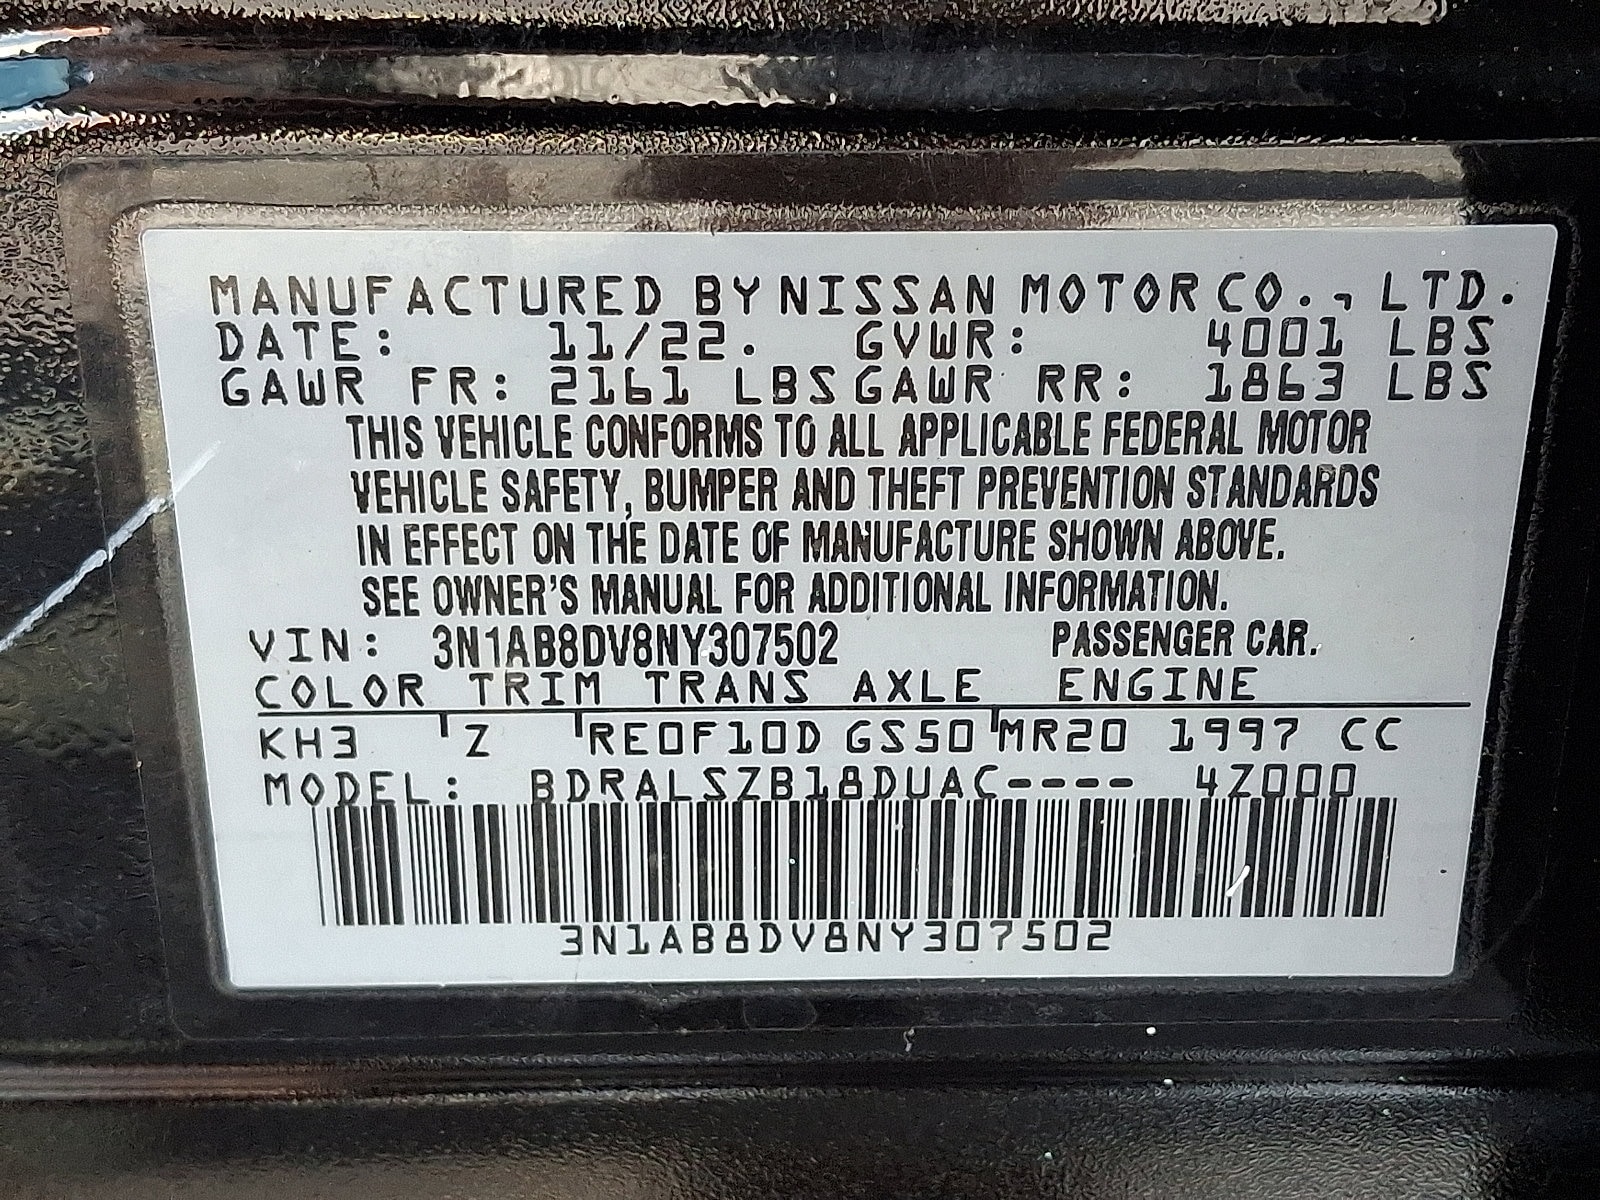 MANUFACTURED BY NISSAN MOTOR CO., LTD.
DATE: 11/22. GVWR: 4001 LBS
GAWR FR: 2161 LBS GAWR RR: 1863 LBS
THIS VEHICLE CONFORMS TO ALL APPLICABLE FEDERAL MOTOR
VEHICLE SAFETY, BUMPER AND THEFT PREVENTION STANDARDS
IN EFFECT ON THE DATE OF MANUFACTURE SHOWN ABOVE.
SEE OWNER'S MANUAL FOR ADDITIONAL INFORMATION.
VIN: 3N1AB8DV8NY307502 PASSENGER CAR.
COLOR TRIM TRANS AXLE ENGINE
KH3 Z RE0F10D GS50 MR20 1997 CC
MODEL: BDRALSZB18DUAC---- 4Z000
3N1AB8DV8NY307502